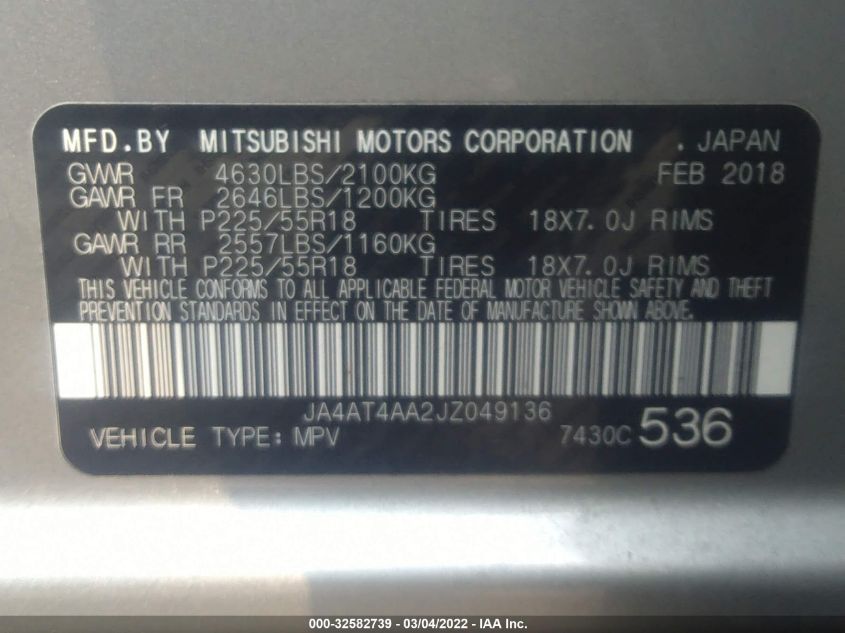 MFD.BY MITSUBISHI MOTORS CORPORATION . JAPAN
GVWR 4630LBS/2100KG FEB 2018
GAWR FR 2646LBS/1200KG
WITH P225/55R18 TIRES 18X7.0J RIMS
GAWR RR 2557LBS/1160KG
WITH P225/55R18 TIRES 18X7.0J RIMS
THIS VEHICLE CONFORMS TO ALL APPLICABLE FEDERAL MOTOR VEHICLE SAFETY AND THEFT
PREVENTION STANDARDS IN EFFECT ON THE DATE OF MANUFACTURE SHOWN ABOVE.
JA4AT4AA2JZ049136
VEHICLE TYPE: MPV 7430C 536
000-32582739 - 03/04/2022 - IAA Inc.